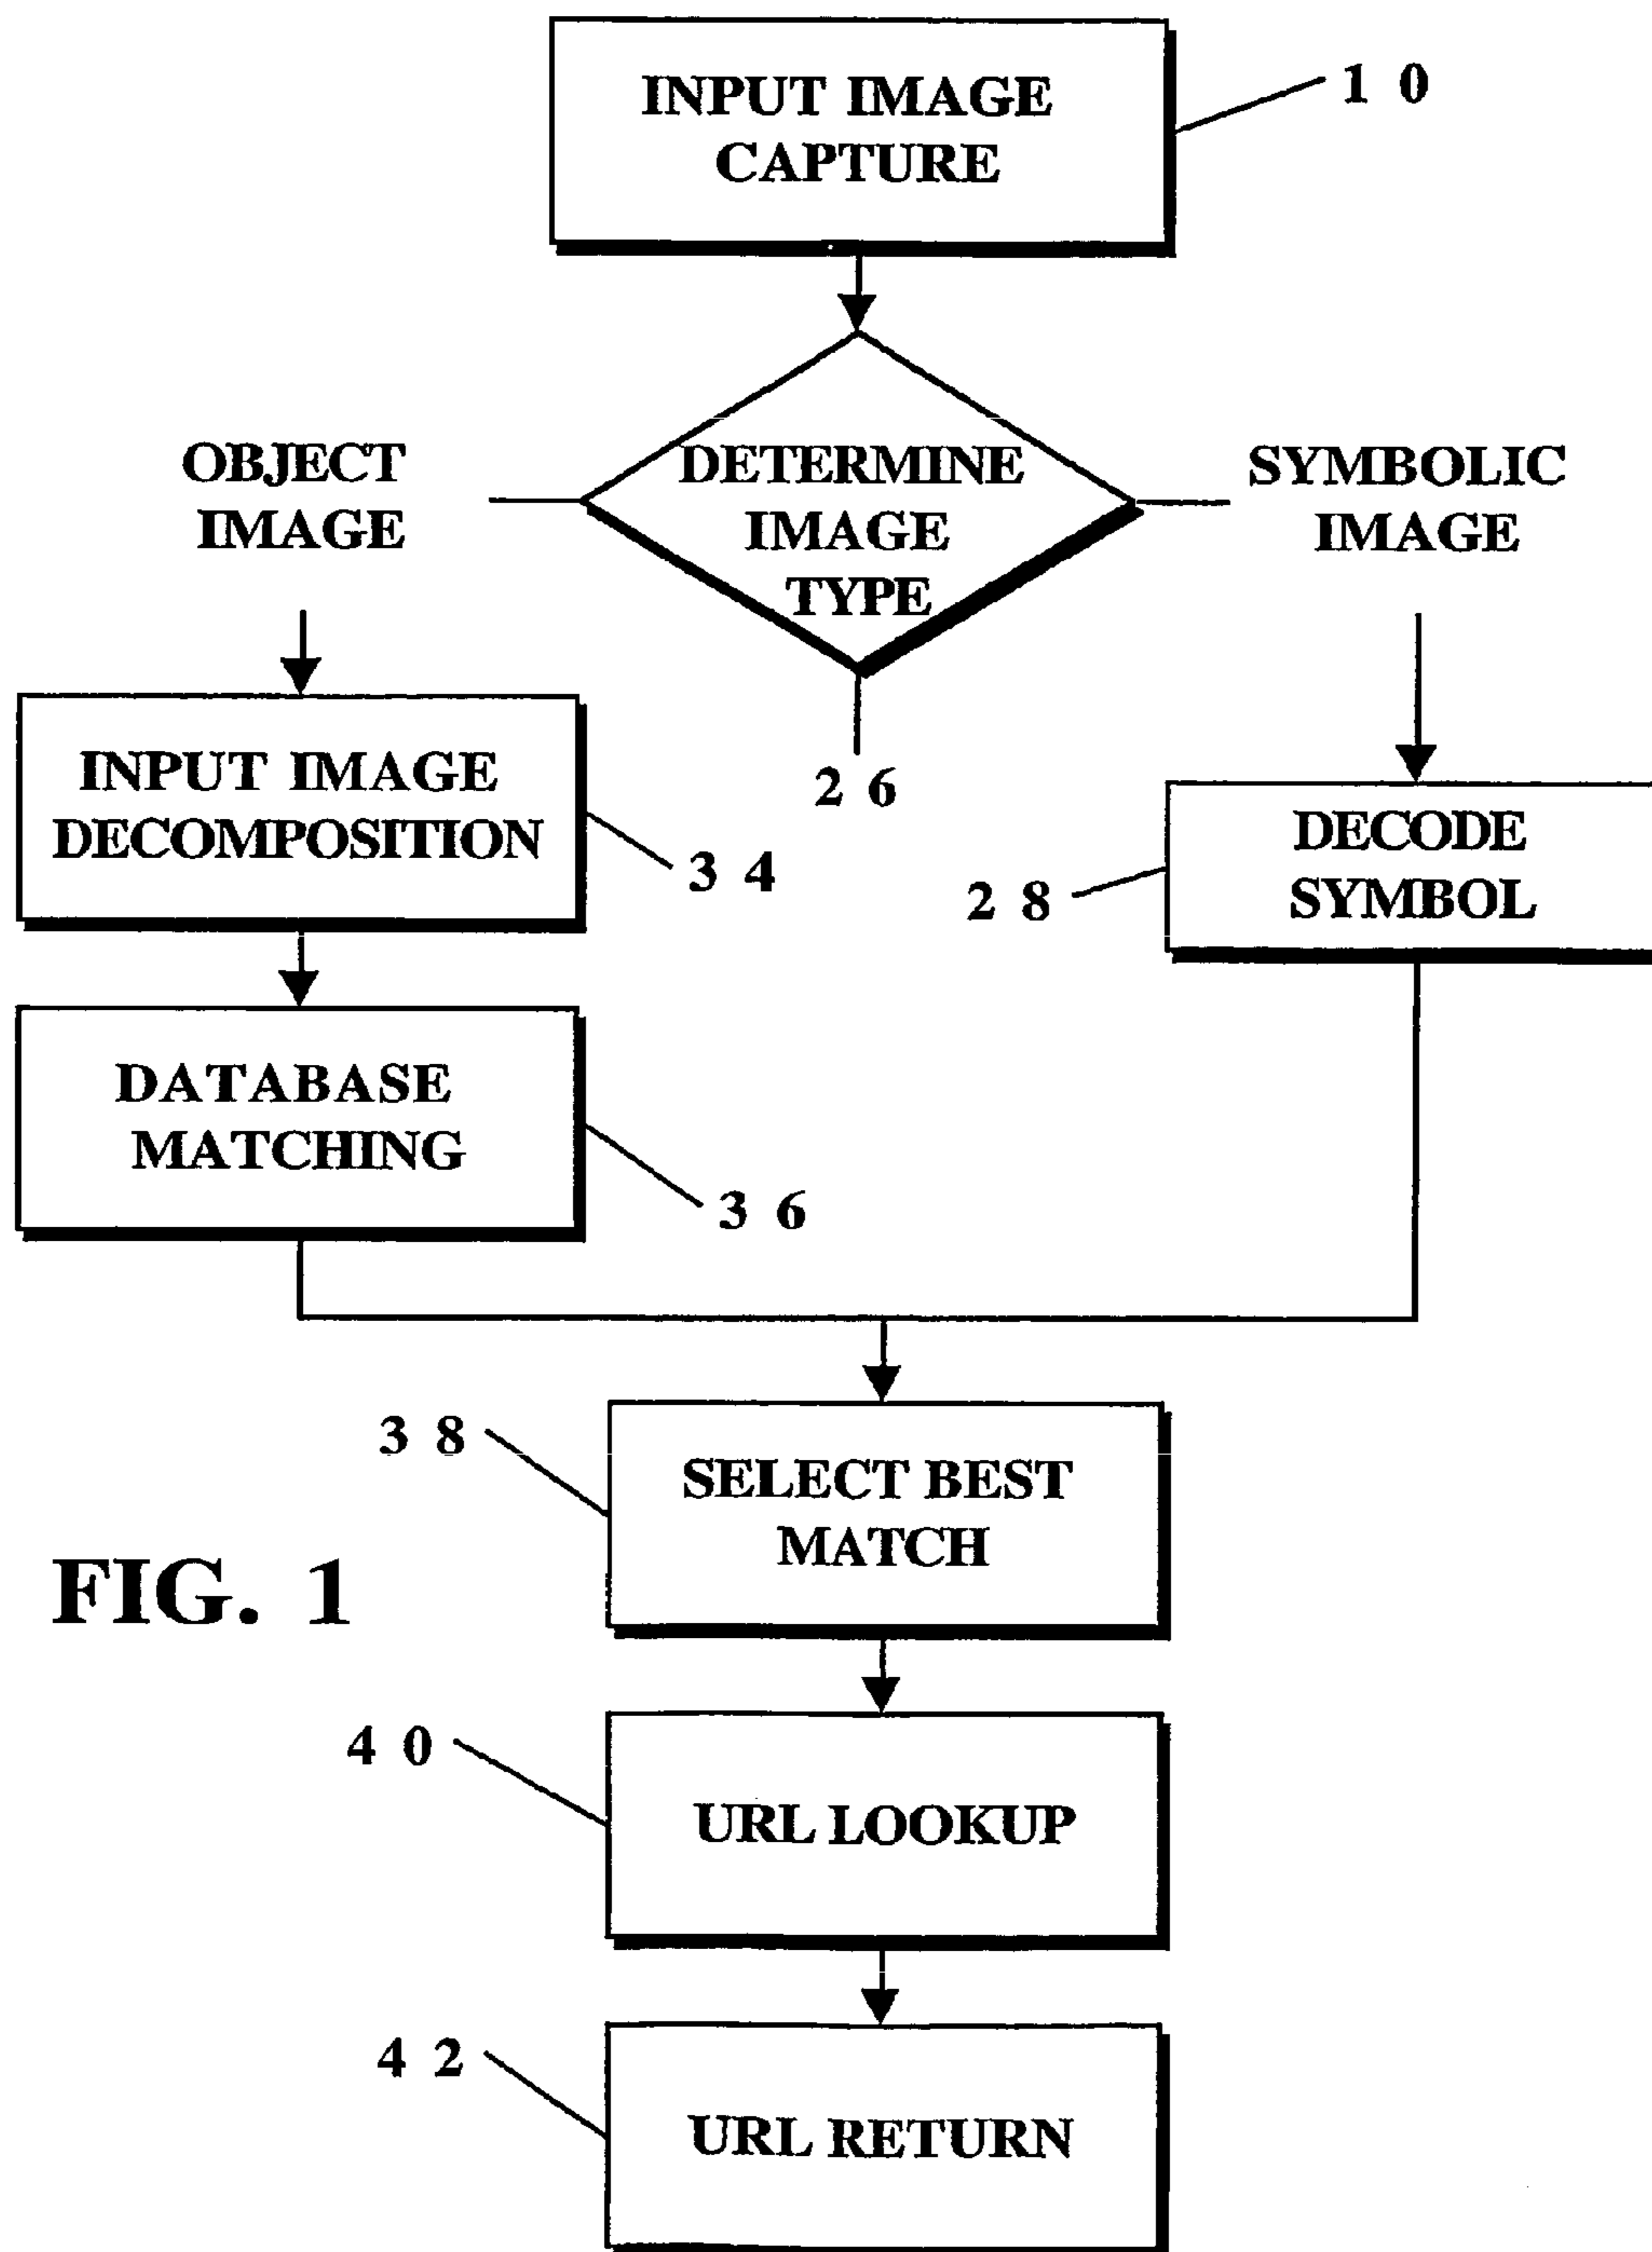 INPUT IMAGE
CAPTURE
1 0
OBJECT
IMAGE
DETERMINE
IMAGE
TYPE
SYMBOLIC
IMAGE
2 6
INPUT IMAGE
DECOMPOSITION
3 4
DECODE
SYMBOL
2 8
DATABASE
MATCHING
3 6
3 8
SELECT BEST
MATCH
FIG. 1
4 0
URL LOOKUP
4 2
URL RETURN